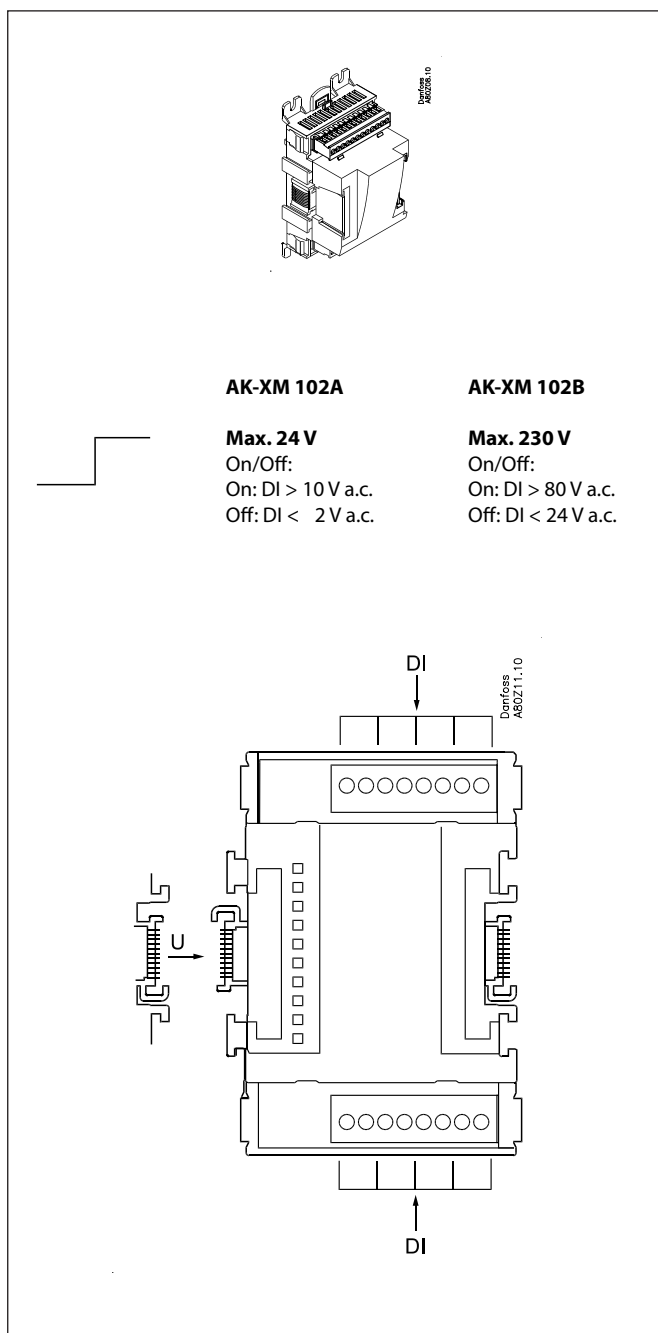 Danfoss
A80Z08.10
AK-XM 102A
Max. 24 V
On/Off:
On: DI > 10 V a.c.
Off: DI < 2 V a.c.
AK-XM 102B
Max. 230 V
On/Off:
On: DI > 80 V a.c.
Off: DI < 24 V a.c.
DI
Danfoss
A80Z11.10
U
DI